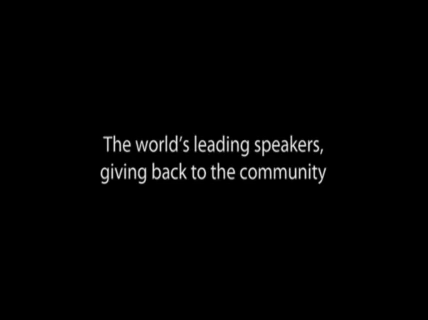 The world’s leading speakers,
giving back to the community